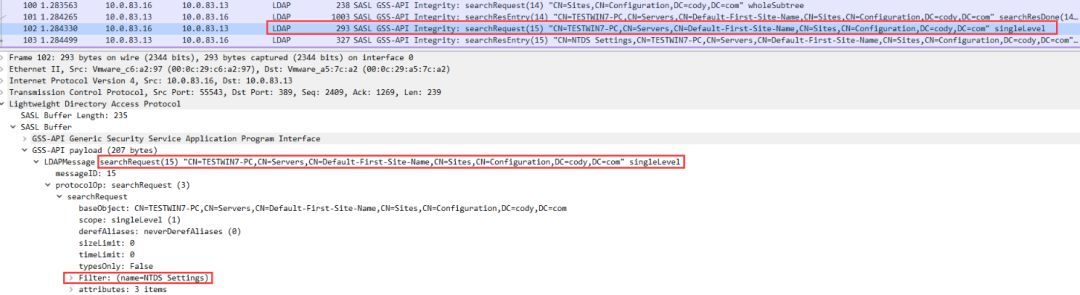 100 1.283563 10.0.83.16 10.0.83.13 LDAP 238 SASL GSS-API Integrity: searchRequest(14) "CN=Sites,CN=Configuration,DC=cody,DC=com" wholeSubtree
101 1.284265 10.0.83.13 10.0.83.16 LDAP 1003 SASL GSS-API Integrity: searchResEntry(14) "CN=TESTWIN7-PC,CN=Servers,CN=Default-First-Site-Name,CN=Sites,CN=Configuration,DC=cody,DC=com" searchResDone(14…
102 1.284330 10.0.83.16 10.0.83.13 LDAP 293 SASL GSS-API Integrity: searchRequest(15) "CN=TESTWIN7-PC,CN=Servers,CN=Default-First-Site-Name,CN=Sites,CN=Configuration,DC=cody,DC=com" singleLevel
103 1.284499 10.0.83.13 10.0.83.16 LDAP 327 SASL GSS-API Integrity: searchResEntry(15) "CN=NTDS Settings,CN=TESTWIN7-PC,CN=Servers,CN=Default-First-Site-Name,CN=Sites,CN=Configuration,DC=cody,DC=com"…
Frame 102: 293 bytes on wire (2344 bits), 293 bytes captured (2344 bits) on interface 0
Ethernet II, Src: Vmware_c6:a2:97 (00:0c:29:c6:a2:97), Dst: Vmware_a5:7c:a2 (00:0c:29:a5:7c:a2)
Internet Protocol Version 4, Src: 10.0.83.16, Dst: 10.0.83.13
Transmission Control Protocol, Src Port: 55543, Dst Port: 389, Seq: 2409, Ack: 1269, Len: 239
Lightweight Directory Access Protocol
SASL Buffer Length: 235
SASL Buffer
GSS-API Generic Security Service Application Program Interface
GSS-API payload (207 bytes)
LDAPMessage searchRequest(15) "CN=TESTWIN7-PC,CN=Servers,CN=Default-First-Site-Name,CN=Sites,CN=Configuration,DC=cody,DC=com" singleLevel
messageID: 15
protocolOp: searchRequest (3)
searchRequest
baseObject: CN=TESTWIN7-PC,CN=Servers,CN=Default-First-Site-Name,CN=Sites,CN=Configuration,DC=cody,DC=com
scope: singleLevel (1)
derefAliases: neverDerefAliases (0)
sizeLimit: 0
timeLimit: 0
typesOnly: False
Filter: (name=NTDS Settings)
attributes: 3 items